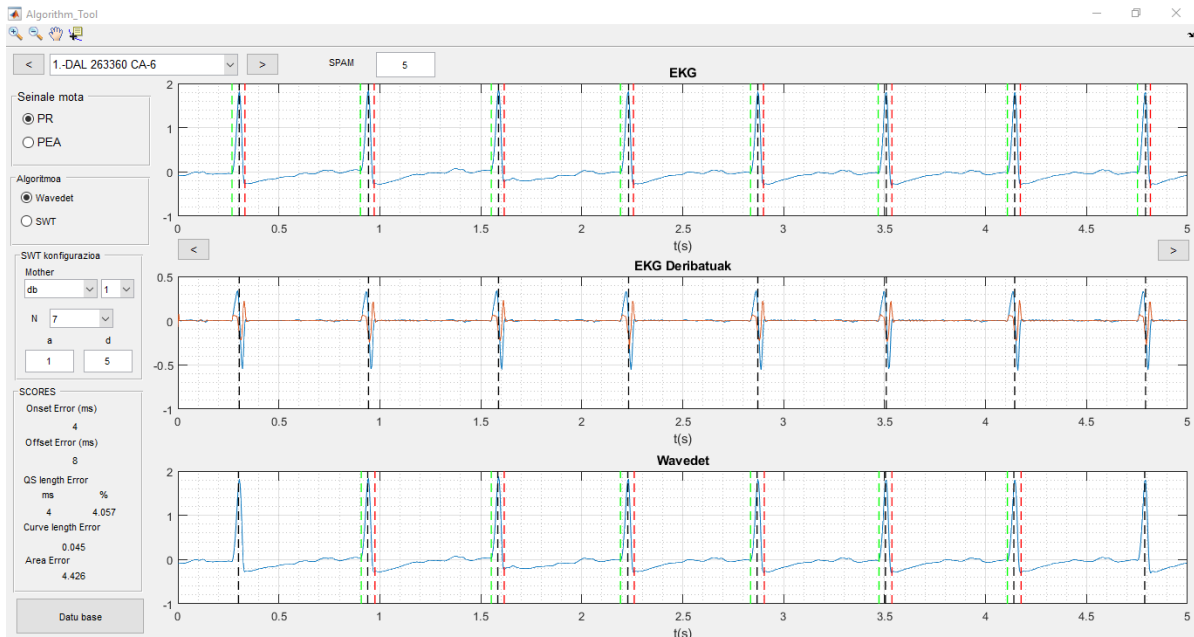 Algorithm_Tool
< 1.-DAL 263360 CA-6 > SPAM 5
Seinale mota
PR
PEA
Algoritmoa
Wavedet
SWT
SWT konfigurazioa
Mother
db 1
N 7
a d
1 5
SCORES
Onset Error (ms)
4
Offset Error (ms)
8
QS length Error
ms %
4 4.057
Curve length Error
0.045
Area Error
4.426
Datu base
EKG
2
1
0
-1
0 0.5 1 1.5 2 2.5 3 3.5 4 4.5 5
t(s)
< >
EKG Deribatuak
0.5
0
-0.5
-1
0 0.5 1 1.5 2 2.5 3 3.5 4 4.5 5
t(s)
Wavedet
2
1
0
-1
0 0.5 1 1.5 2 2.5 3 3.5 4 4.5 5
t(s)